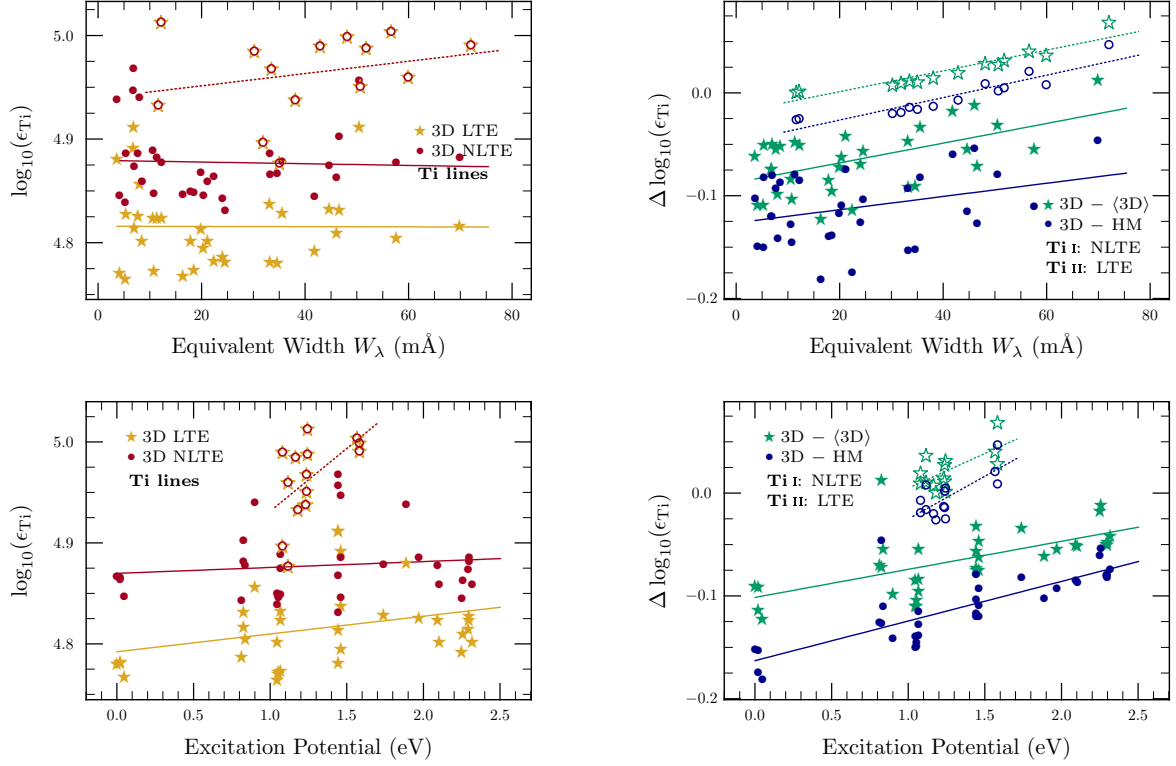 5.0
4.9
4.8
log₁₀(ϵTi)
3D LTE
3D NLTE
Ti lines
0 20 40 60 80
Equivalent Width Wλ (mÅ)
0.0
−0.1
−0.2
Δ log₁₀(ϵTi)
3D − ⟨3D⟩
3D − HM
Ti I: NLTE
Ti II: LTE
0 20 40 60 80
Equivalent Width Wλ (mÅ)
5.0
4.9
4.8
log₁₀(ϵTi)
3D LTE
3D NLTE
Ti lines
0.0 0.5 1.0 1.5 2.0 2.5
Excitation Potential (eV)
0.0
−0.1
−0.2
Δ log₁₀(ϵTi)
3D − ⟨3D⟩
3D − HM
Ti I: NLTE
Ti II: LTE
0.0 0.5 1.0 1.5 2.0 2.5
Excitation Potential (eV)